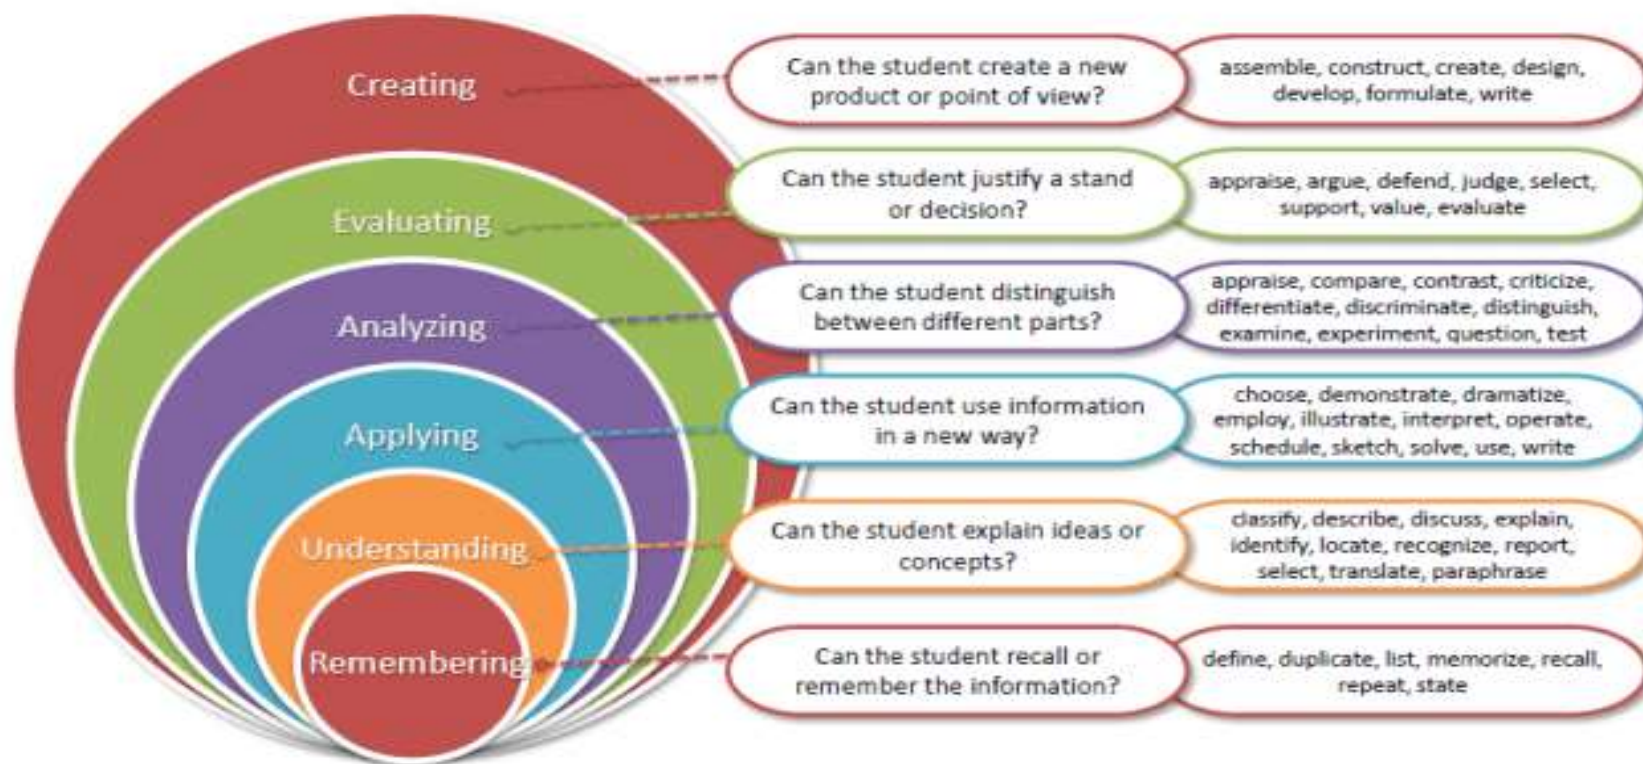 Creating
Can the student create a new
product or point of view?
assemble, construct, create, design,
develop, formulate, write
Evaluating
Can the student justify a stand
or decision?
appraise, argue, defend, judge, select,
support, value, evaluate
Analyzing
Can the student distinguish
between different parts?
appraise, compare, contrast, criticize,
differentiate, discriminate, distinguish,
examine, experiment, question, test
Applying
Can the student use information
in a new way?
choose, demonstrate, dramatize,
employ, illustrate, interpret, operate,
schedule, sketch, solve, use, write
Understanding
Can the student explain ideas or
concepts?
classify, describe, discuss, explain,
identify, locate, recognize, report,
select, translate, paraphrase
Remembering
Can the student recall or
remember the information?
define, duplicate, list, memorize, recall,
repeat, state